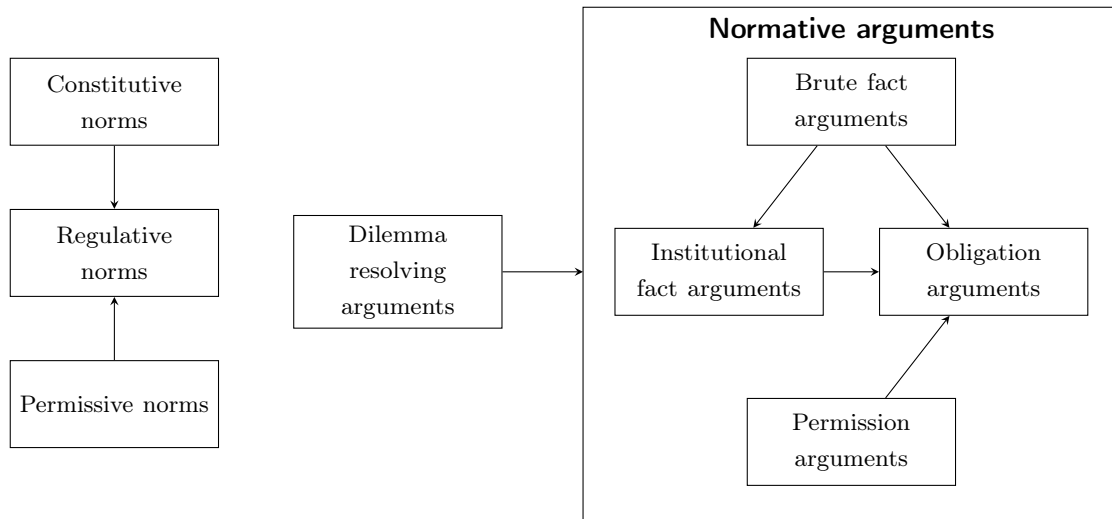 Constitutive
norms
Regulative
norms
Permissive norms
Dilemma
resolving
arguments
Normative arguments
Brute fact
arguments
Institutional
fact arguments
Obligation
arguments
Permission
arguments